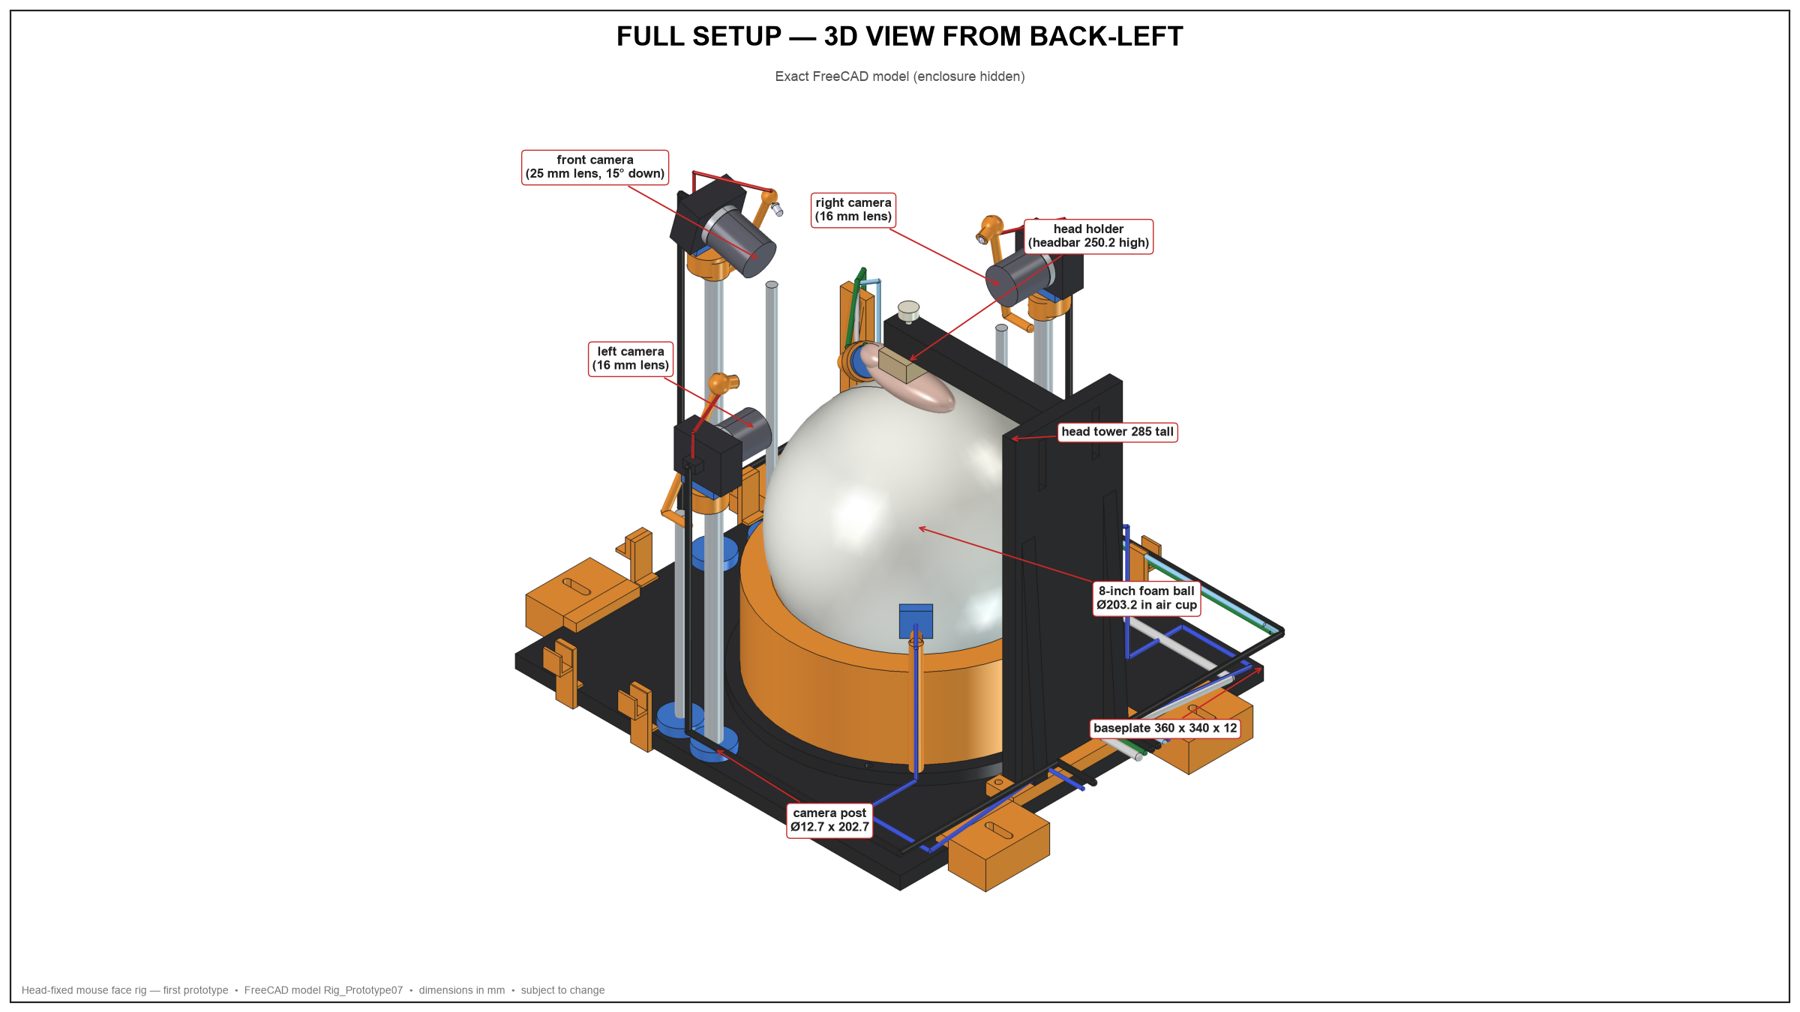 FULL SETUP — 3D VIEW FROM BACK-LEFT
Exact FreeCAD model (enclosure hidden)
front camera
(25 mm lens, 15° down)
right camera
(16 mm lens)
head holder
(headbar 250.2 high)
left camera
(16 mm lens)
head tower 285 tall
8-inch foam ball
Ø203.2 in air cup
baseplate 360 x 340 x 12
camera post
Ø12.7 x 202.7
Head-fixed mouse face rig — first prototype • FreeCAD model Rig_Prototype07 • dimensions in mm • subject to change